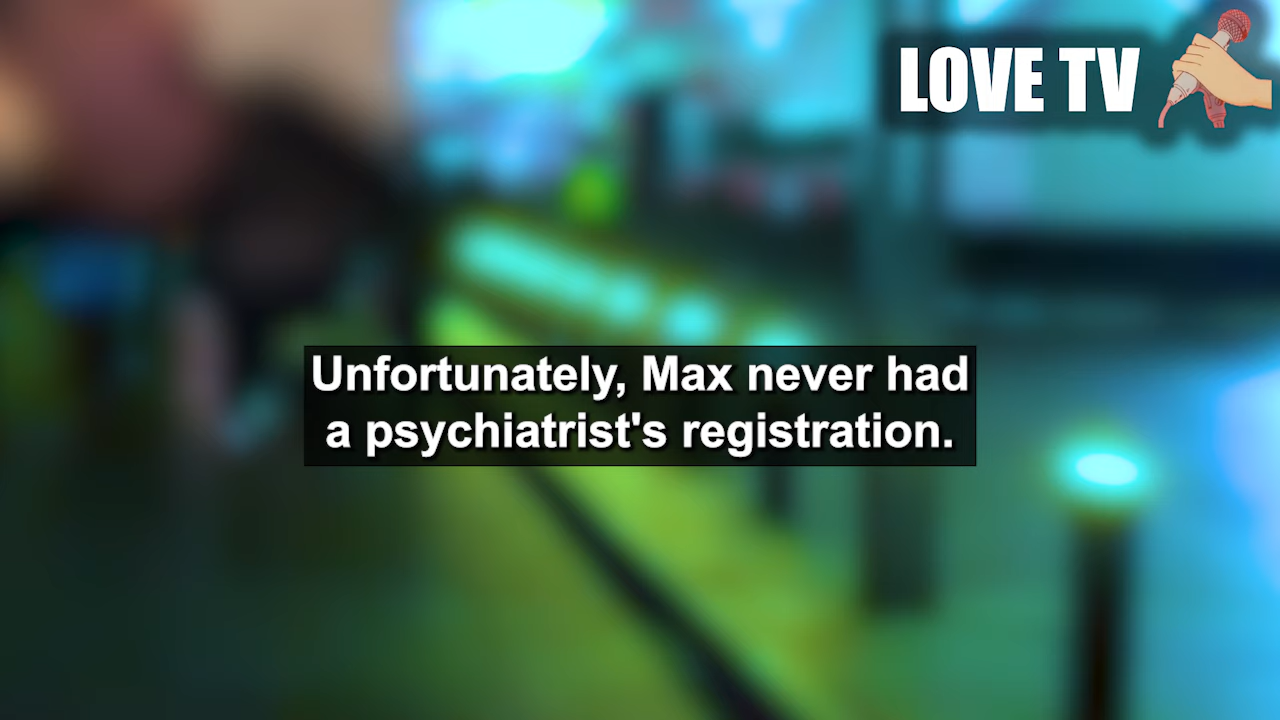 LOVE TV
Unfortunately, Max never had
a psychiatrist's registration.